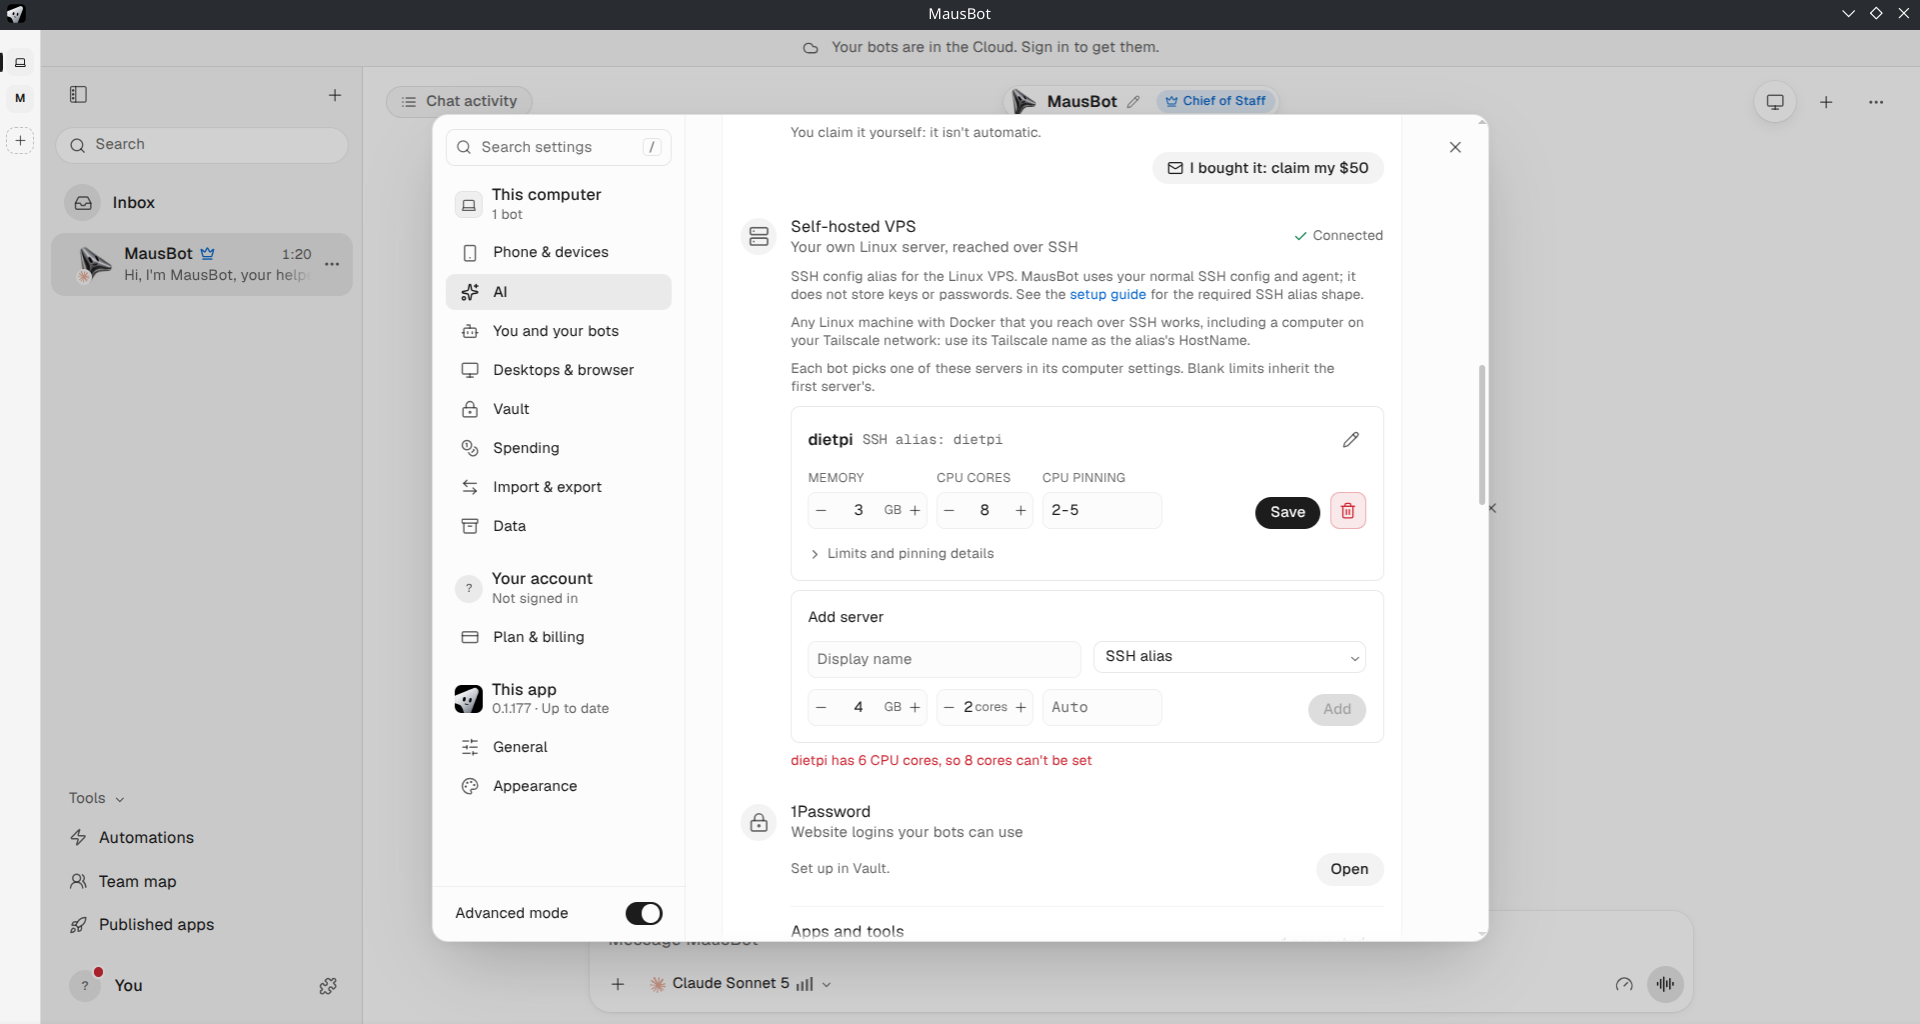 MausBot
Your bots are in the Cloud. Sign in to get them.
M
Search
Inbox
MausBot
1:20
Hi, I'm MausBot, your help
Tools
Automations
Team map
Published apps
?
You
Chat activity
MausBot
Chief of Staff
Search settings
/
This computer
1 bot
Phone & devices
AI
You and your bots
Desktops & browser
Vault
Spending
Import & export
Data
?
Your account
Not signed in
Plan & billing
This app
0.1.177 · Up to date
General
Appearance
Advanced mode
You claim it yourself: it isn't automatic.
I bought it: claim my $50
Self-hosted VPS
Your own Linux server, reached over SSH
Connected
SSH config alias for the Linux VPS. MausBot uses your normal SSH config and agent; it
does not store keys or passwords. See the setup guide for the required SSH alias shape.
Any Linux machine with Docker that you reach over SSH works, including a computer on
your Tailscale network: use its Tailscale name as the alias's HostName.
Each bot picks one of these servers in its computer settings. Blank limits inherit the
first server's.
dietpi SSH alias: dietpi
MEMORY CPU CORES CPU PINNING
− 3 GB + − 8 + 2-5
Save
Limits and pinning details
Add server
Display name
SSH alias
− 4 GB + − 2 cores + Auto
Add
dietpi has 6 CPU cores, so 8 cores can't be set
1Password
Website logins your bots can use
Set up in Vault.
Open
Apps and tools
Message MausBot
Claude Sonnet 5